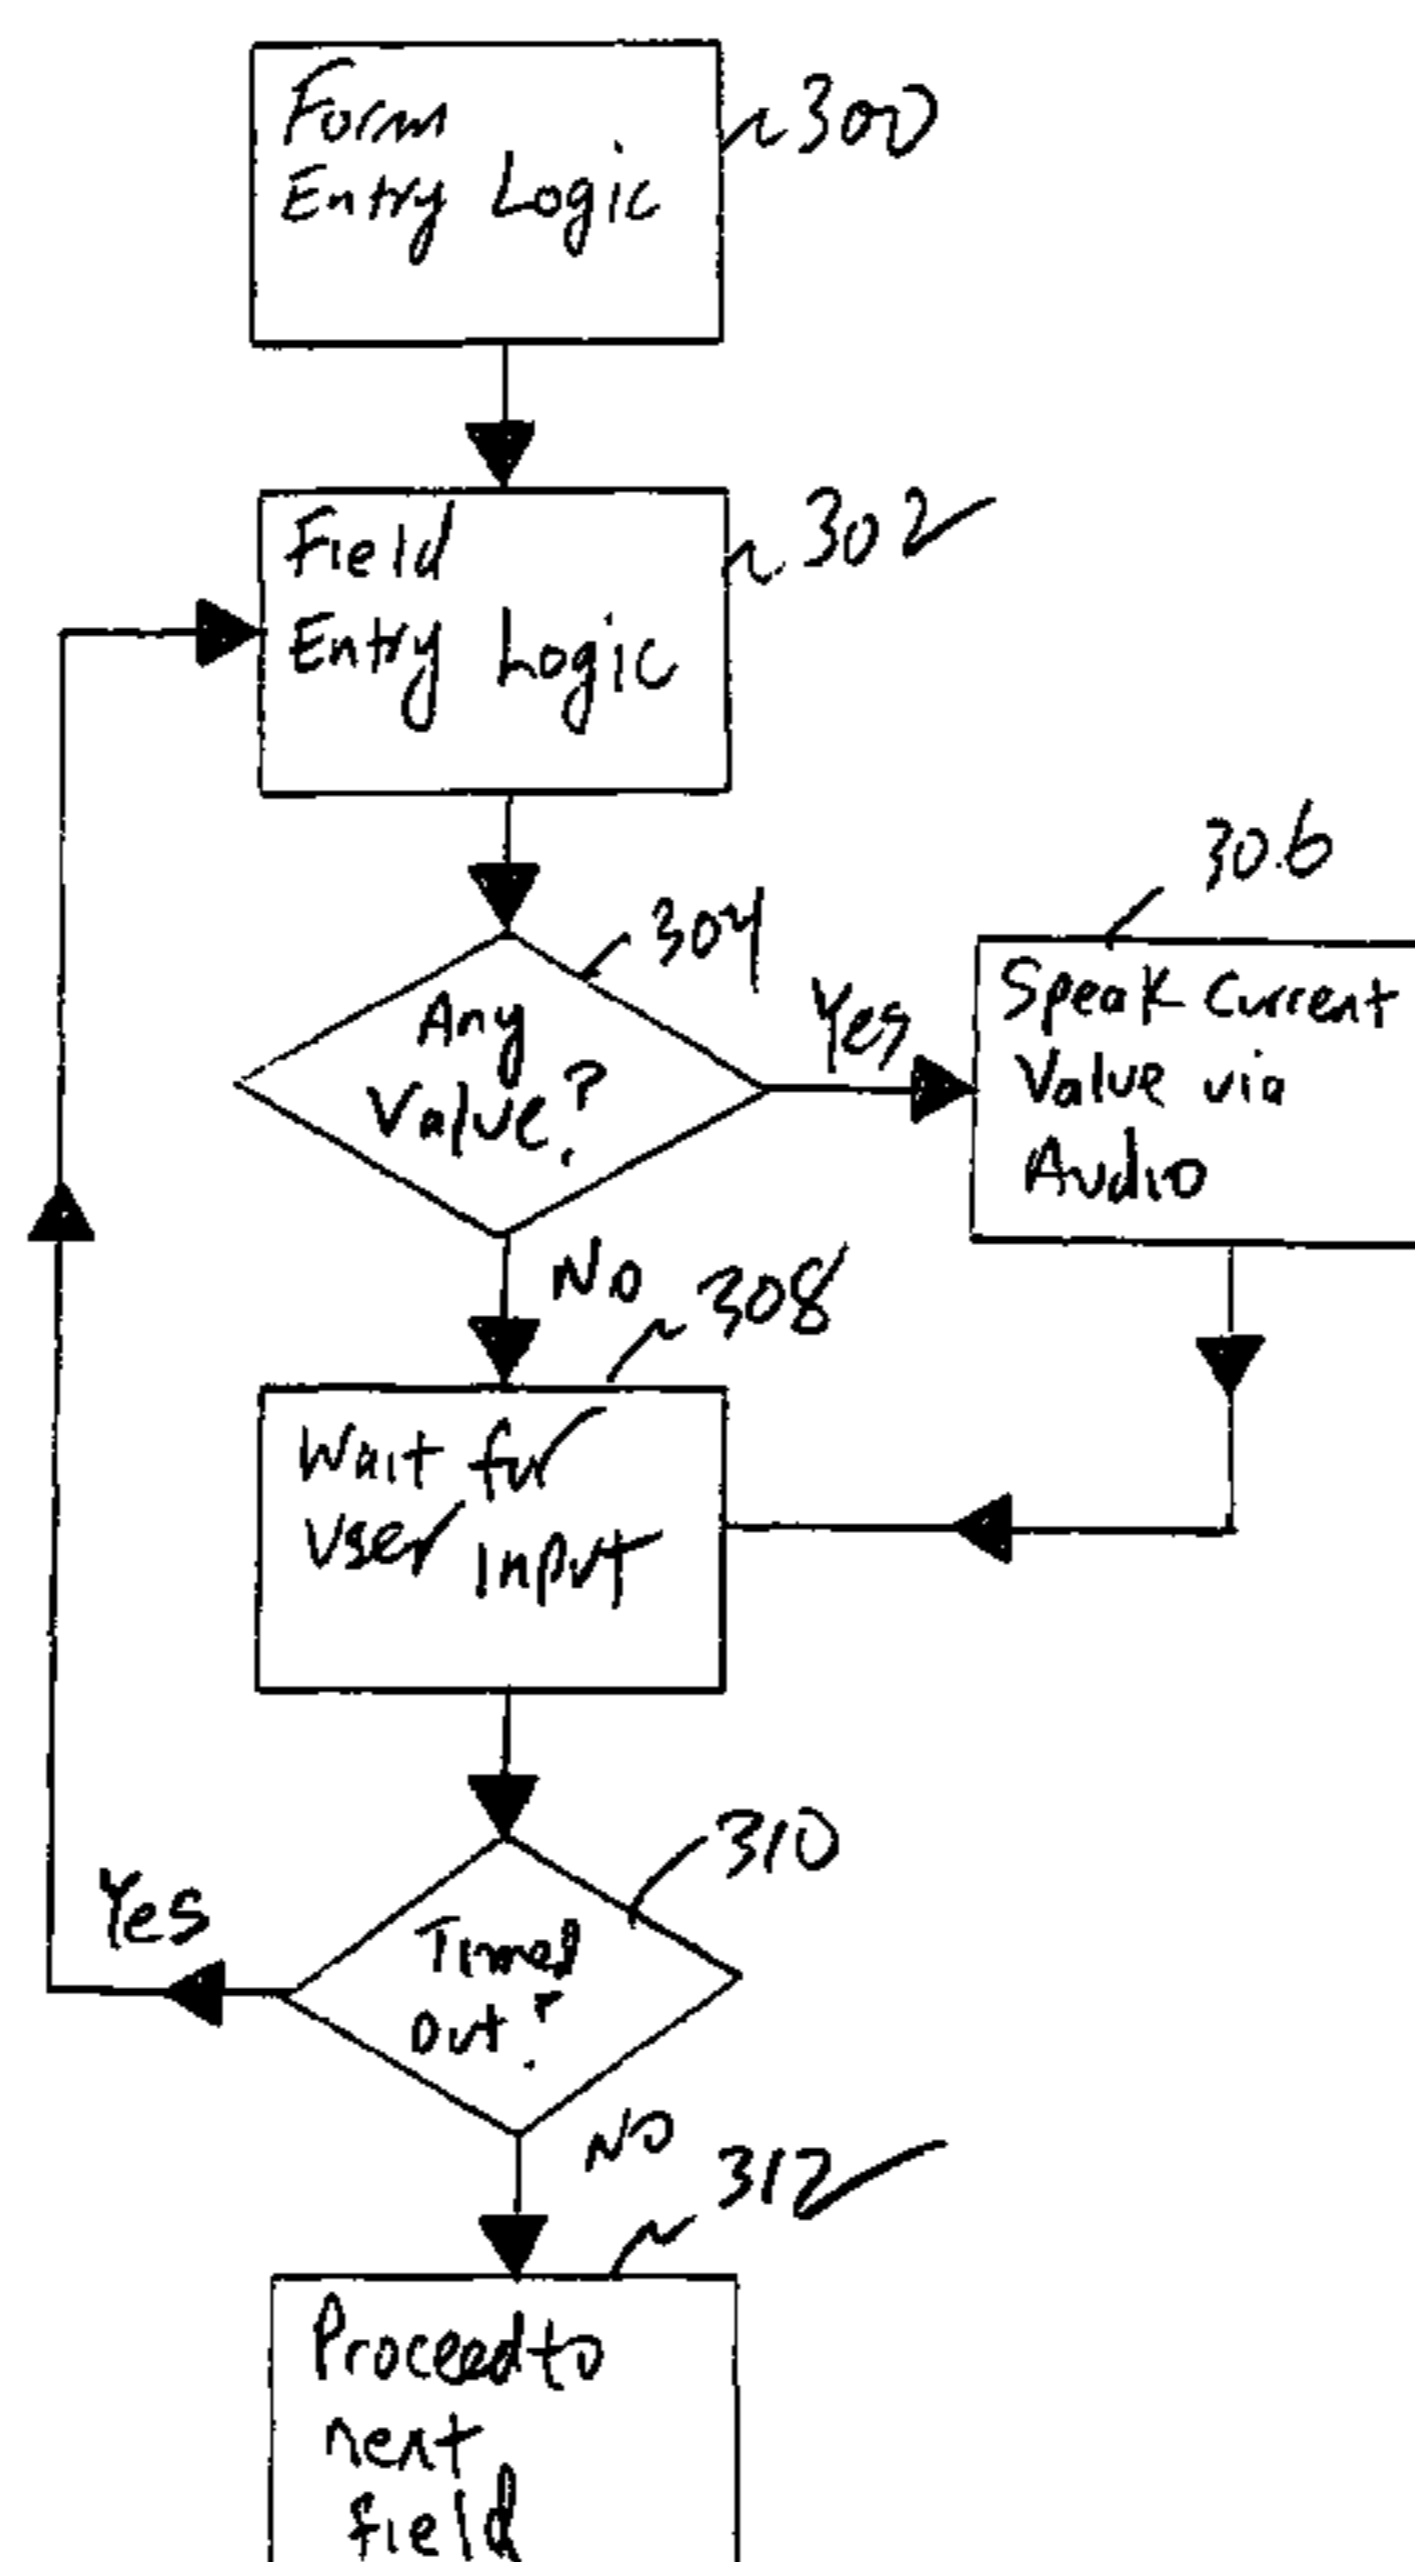 Form
Entry Logic
300
Field
Entry Logic
302
304
Any
Value?
Yes
306
Speak Current
Value via
Audio
No
308
Wait for
User Input
310
Timed
out?
Yes
No
312
Proceed to
next
field